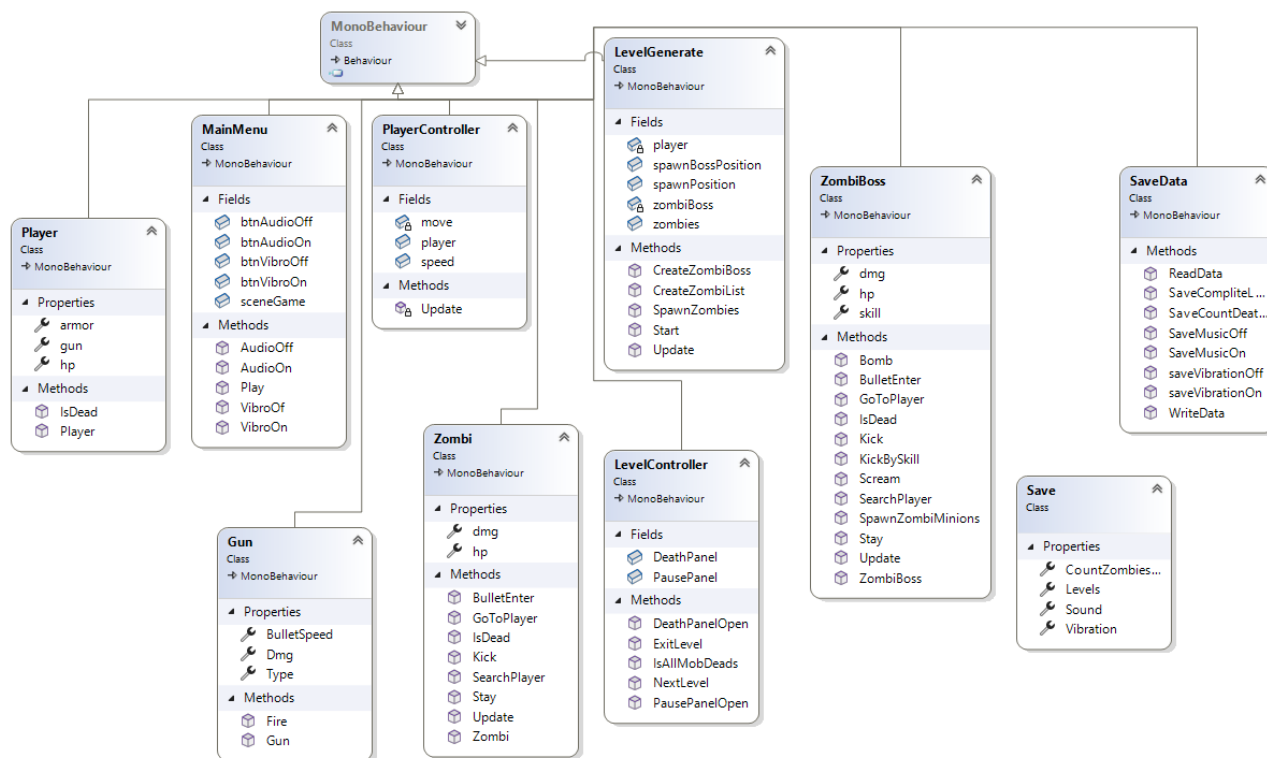 MonoBehaviour
Class
Behaviour
LevelGenerate
Class
MonoBehaviour
Fields
player
spawnBossPosition
spawnPosition
zombiBoss
zombies
Methods
CreateZombiBoss
CreateZombiList
SpawnZombies
Start
Update
MainMenu
Class
MonoBehaviour
Fields
btnAudioOff
btnAudioOn
btnVibroOff
btnVibroOn
sceneGame
Methods
AudioOff
AudioOn
Play
VibroOf
VibroOn
PlayerController
Class
MonoBehaviour
Fields
move
player
speed
Methods
Update
ZombiBoss
Class
MonoBehaviour
Properties
dmg
hp
skill
Methods
Bomb
BulletEnter
GoToPlayer
IsDead
Kick
KickBySkill
Scream
SearchPlayer
SpawnZombiMinions
Stay
Update
ZombiBoss
SaveData
Class
MonoBehaviour
Methods
ReadData
SaveCompliteL...
SaveCountDeat...
SaveMusicOff
SaveMusicOn
saveVibrationOff
saveVibrationOn
WriteData
Player
Class
MonoBehaviour
Properties
armor
gun
hp
Methods
IsDead
Player
Zombi
Class
MonoBehaviour
Properties
dmg
hp
Methods
BulletEnter
GoToPlayer
IsDead
Kick
SearchPlayer
Stay
Update
Zombi
LevelController
Class
MonoBehaviour
Fields
DeathPanel
PausePanel
Methods
DeathPanelOpen
ExitLevel
IsAllMobDeads
NextLevel
PausePanelOpen
Save
Class
Properties
CountZombies...
Levels
Sound
Vibration
Gun
Class
MonoBehaviour
Properties
BulletSpeed
Dmg
Type
Methods
Fire
Gun